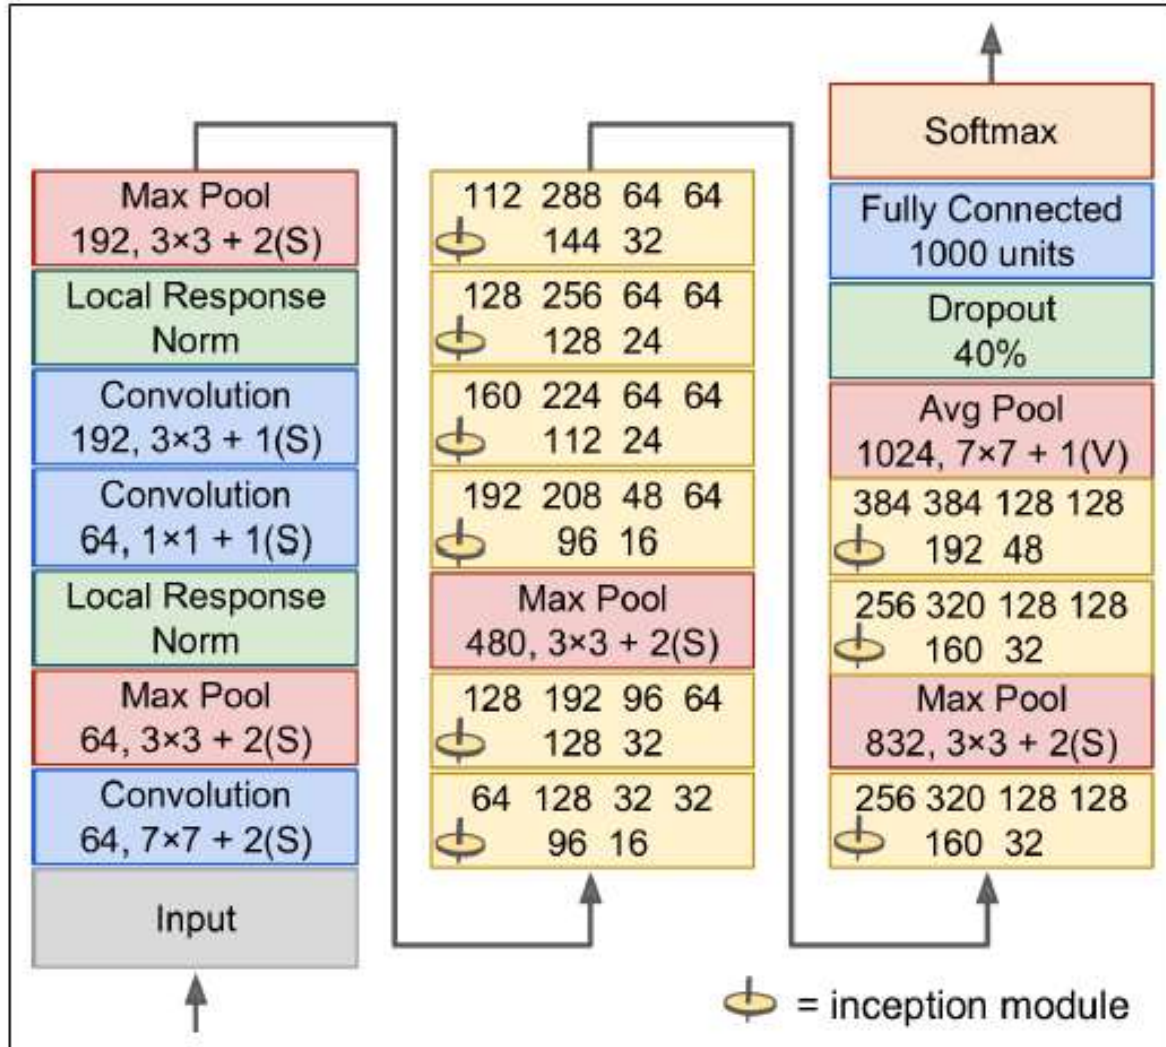 Max Pool
192, 3×3 + 2(S)
Local Response
Norm
Convolution
192, 3×3 + 1(S)
Convolution
64, 1×1 + 1(S)
Local Response
Norm
Max Pool
64, 3×3 + 2(S)
Convolution
64, 7×7 + 2(S)
Input
112 288 64 64
144 32
128 256 64 64
128 24
160 224 64 64
112 24
192 208 48 64
96 16
Max Pool
480, 3×3 + 2(S)
128 192 96 64
128 32
64 128 32 32
96 16
Softmax
Fully Connected
1000 units
Dropout
40%
Avg Pool
1024, 7×7 + 1(V)
384 384 128 128
192 48
256 320 128 128
160 32
Max Pool
832, 3×3 + 2(S)
256 320 128 128
160 32
= inception module